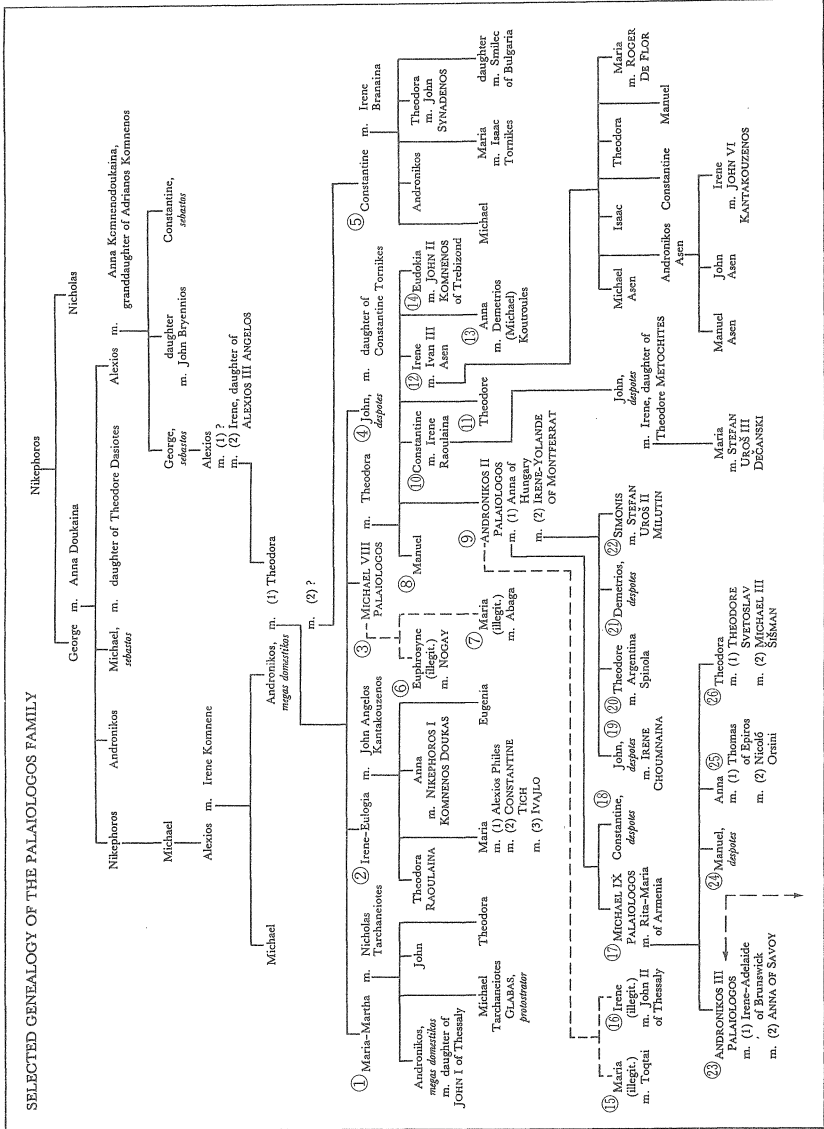 SELECTED GENEALOGY OF THE PALAIOLOGOS FAMILY
Nikephoros
George m. Anna Doukaina
Nicholas
Nikephoros
Andronikos
Michael,
sebastos
m. daughter of Theodore Dasiotes
Alexios m. Anna Komnenodoukaina,
granddaughter of Adrianos Komnenos
Michael
George,
sebastos
daughter
m. John Bryennios
Constantine,
sebastos
Alexios m. Irene Komnene
Alexios
m. (1) ?
m. (2) Irene, daughter of
ALEXIOS III ANGELOS
Michael
Andronikos, m. (1) Theodora
megas domestikos
m. (2) ?
① Maria-Martha m. Nicholas
Tarchaneiotes
② Irene-Eulogia m. John Angelos
Kantakouzenos
③ MICHAEL VIII m. Theodora
PALAIOLOGOS
④ John, m. daughter of
despotes Constantine Tornikes
⑤ Constantine m. Irene
Branaina
Andronikos,
megas domestikos
m. daughter of
JOHN I of Thessaly
John
Michael
Tarchaneiotes
GLABAS,
protostrator
Theodora
Theodora
RAOULAINA
Anna
m. NIKEPHOROS I
KOMNENOS DOUKAS
Maria
m. (1) Alexios Philes
m. (2) CONSTANTINE
TICH
m. (3) IVAJLO
Eugenia
⑥ Euphrosyne
(illegit.)
m. NOGAY
⑦ Maria
(illegit.)
m. Abaga
⑧ Manuel
⑨ ANDRONIKOS II
PALAIOLOGOS
m. (1) Anna of
Hungary
m. (2) IRENE-YOLANDE
OF MONTFERRAT
⑩ Constantine
m. Irene
Raoulaina
⑪ Theodore
⑫ Irene
m. Ivan III
Asen
⑬ Anna
m. Demetrios
(Michael)
Koutroules
⑭ Eudokia
m. JOHN II
KOMNENOS
of Trebizond
Michael
Andronikos
Maria
m. Isaac
Tornikes
Theodora
m. John
SYNADENOS
daughter
m. Smilec
of Bulgaria
John,
despotes
m. Irene, daughter of
Theodore METOCHITES
Maria
m. STEFAN
UROŠ III
DEČANSKI
Michael
Asen
Isaac
Andronikos
Asen
Constantine
Theodora
Manuel
Maria
m. ROGER
DE FLOR
Manuel
Asen
John
Asen
Irene
m. JOHN VI
KANTAKOUZENOS
⑮ Maria
(illegit.)
m. Toqtai
⑯ Irene
(illegit.)
m. John II
of Thessaly
⑰ MICHAEL IX
PALAIOLOGOS
m. Rita-Maria
of Armenia
⑱ Constantine,
despotes
⑲ John,
despotes
m. IRENE
CHOUMNAINA
⑳ Theodore
m. Argentina
Spinola
㉑ Demetrios,
despotes
㉒ SIMONIS
m. STEFAN
UROŠ II
MILUTIN
㉓ ANDRONIKOS III
PALAIOLOGOS
m. (1) Irene-Adelaide
of Brunswick
m. (2) ANNA OF SAVOY
㉔ Manuel,
despotes
㉕ Anna
m. (1) Thomas
of Epiros
m. (2) Nicoló
Orsini
㉖ Theodora
m. (1) THEODORE
SVETOSLAV
m. (2) MICHAEL III
ŠIŠMAN